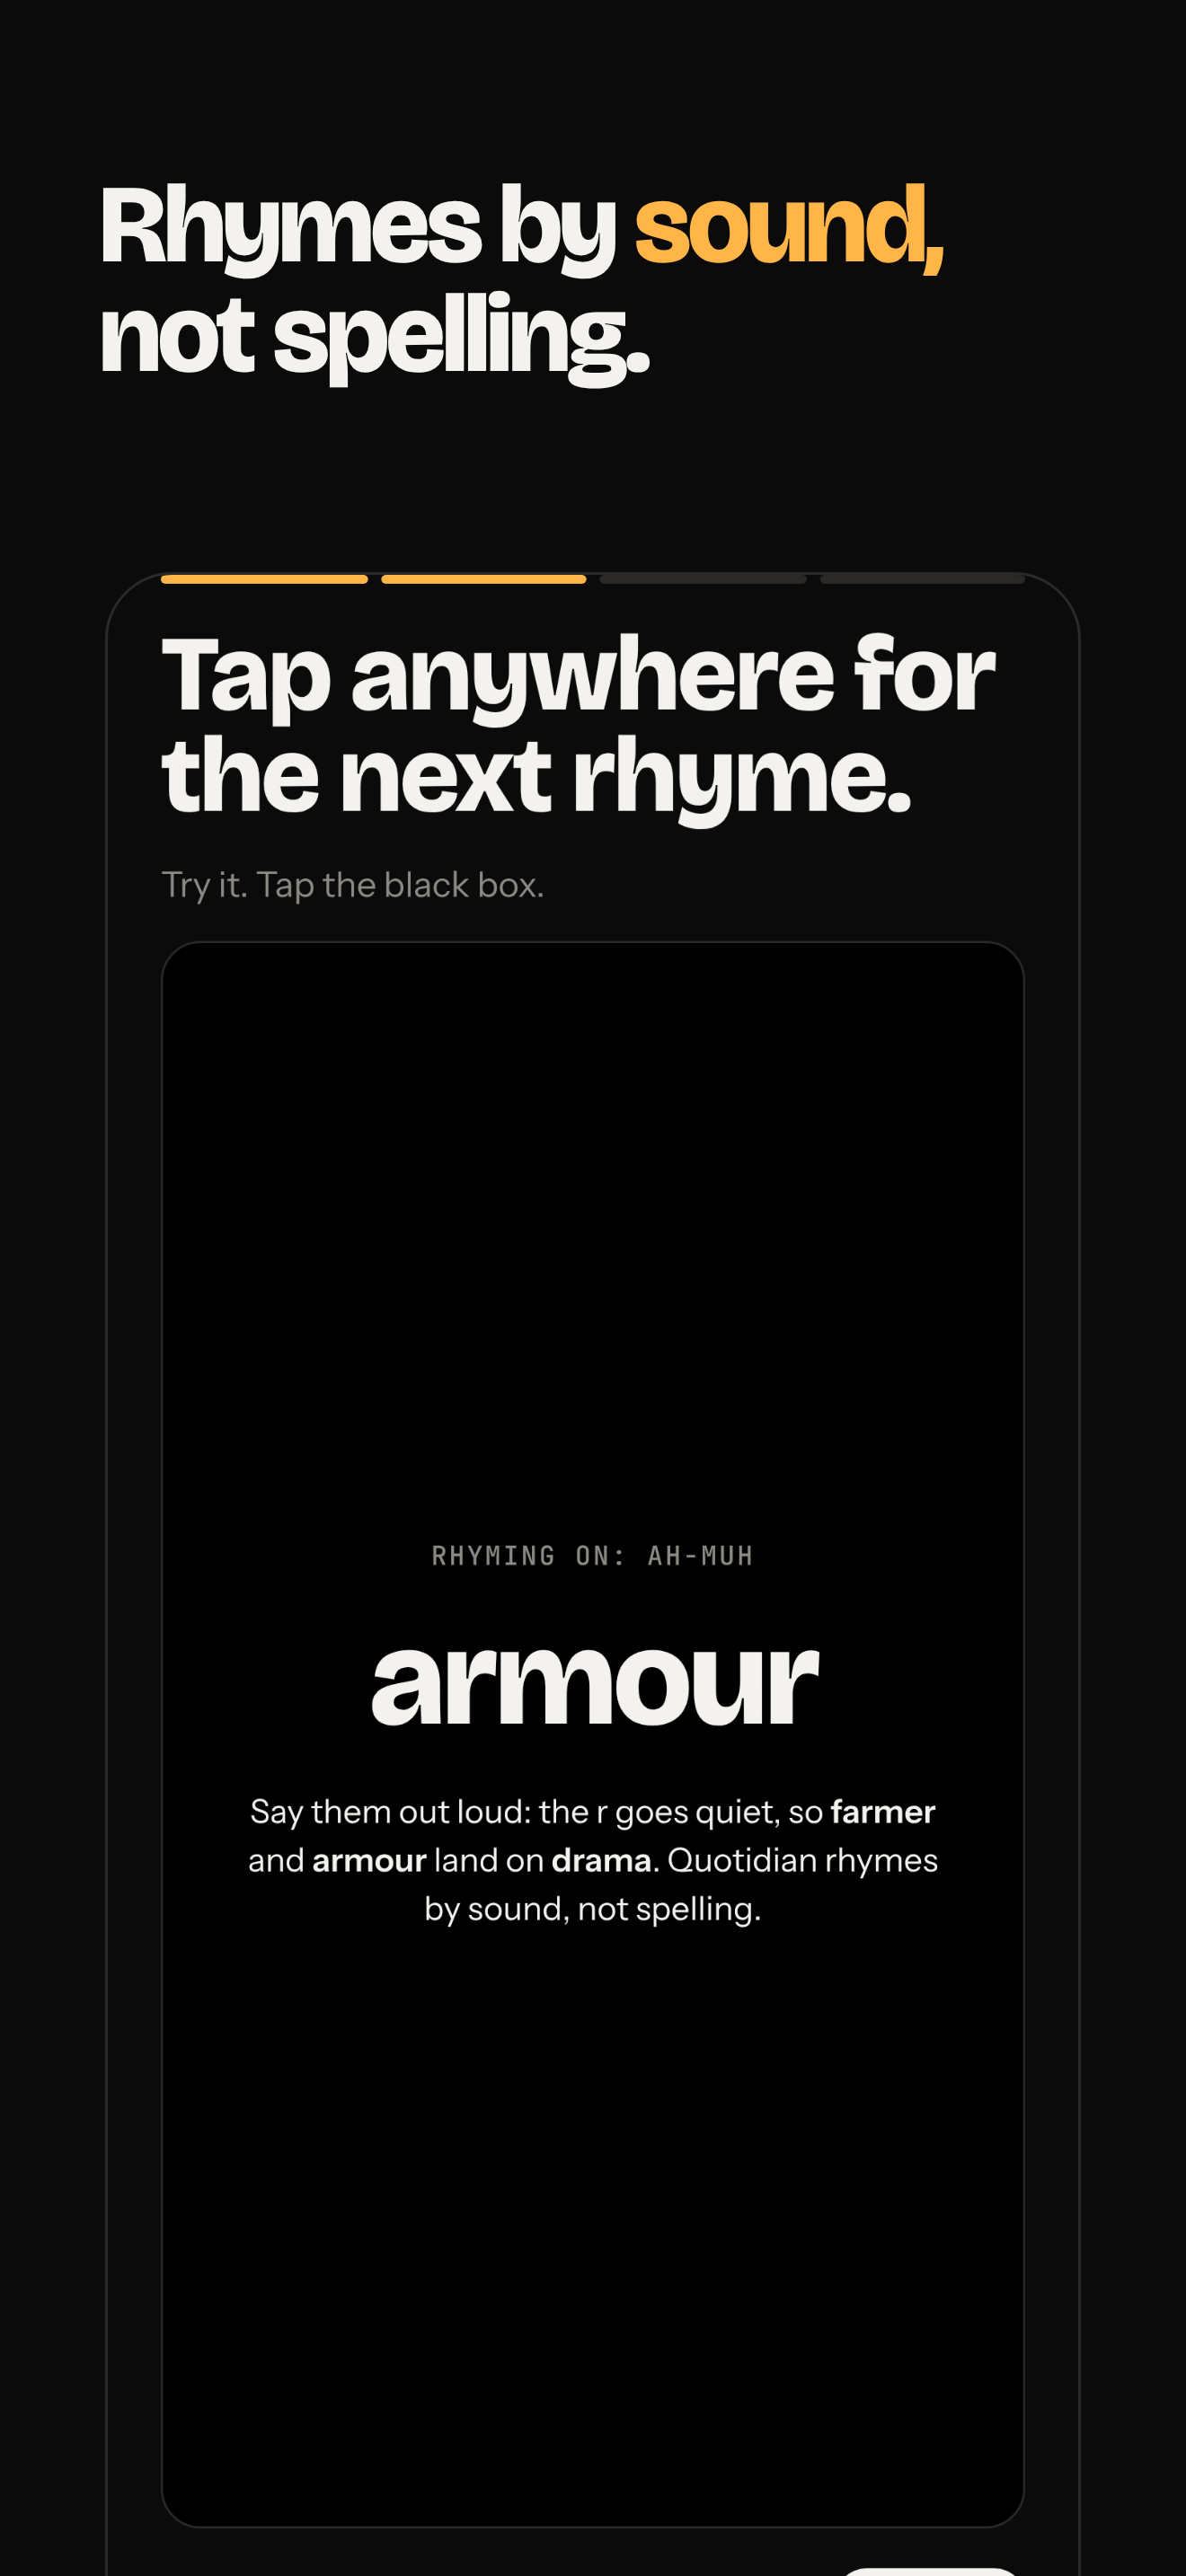 Rhymes by sound,
not spelling.
Tap anywhere for
the next rhyme.
Try it. Tap the black box.
RHYMING ON: AH-MUH
armour
Say them out loud: the r goes quiet, so farmer
and armour land on drama. Quotidian rhymes
by sound, not spelling.